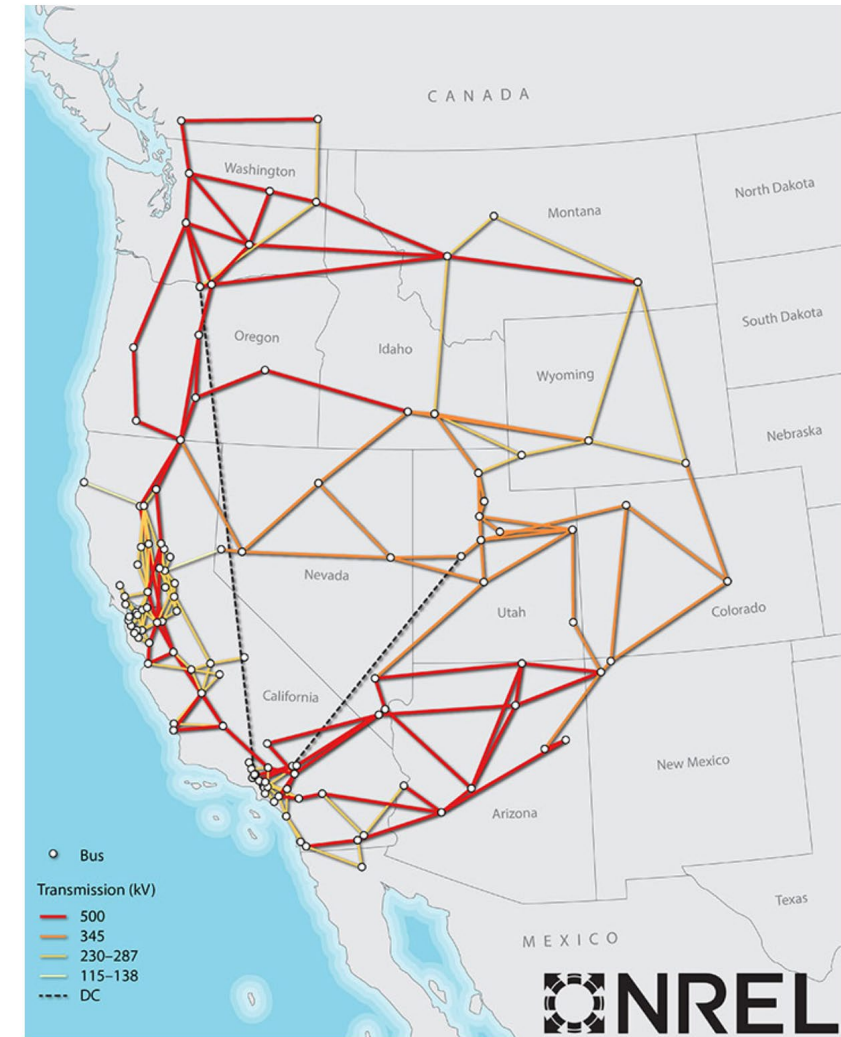 CANADA
Washington
Montana
North Dakota
South Dakota
Oregon
Idaho
Wyoming
Nebraska
Nevada
Utah
Colorado
California
New Mexico
Arizona
Bus
Transmission (kV)
500
345
230–287
115–138
DC
Texas
MEXICO
NREL